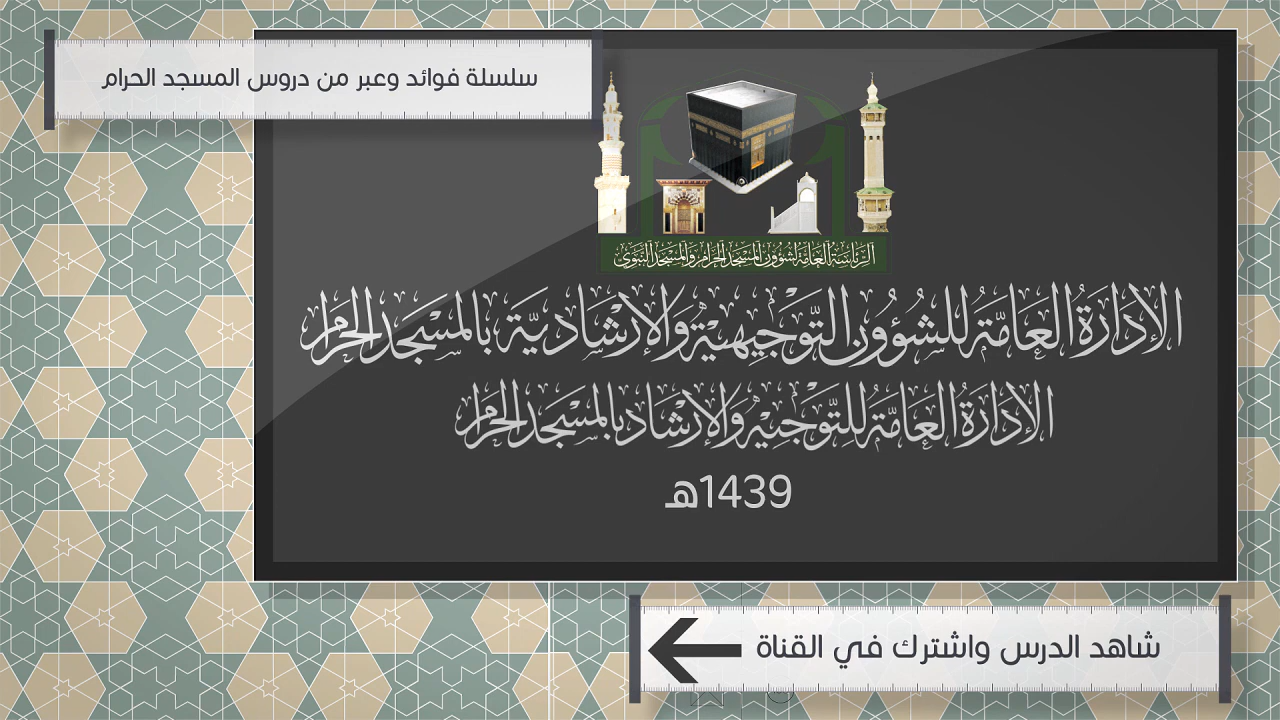 سلسلة فوائد وعبر من دروس المسجد الحرام
الرئاسة العامة لشؤون المسجد الحرام والمسجد النبوي
الإدارة العامة للشؤون التوجيهية والإرشادية بالمسجد الحرام
الإدارة العامة للتوجيه والإرشاد بالمسجد الحرام
1439هـ
شاهد الدرس واشترك في القناة